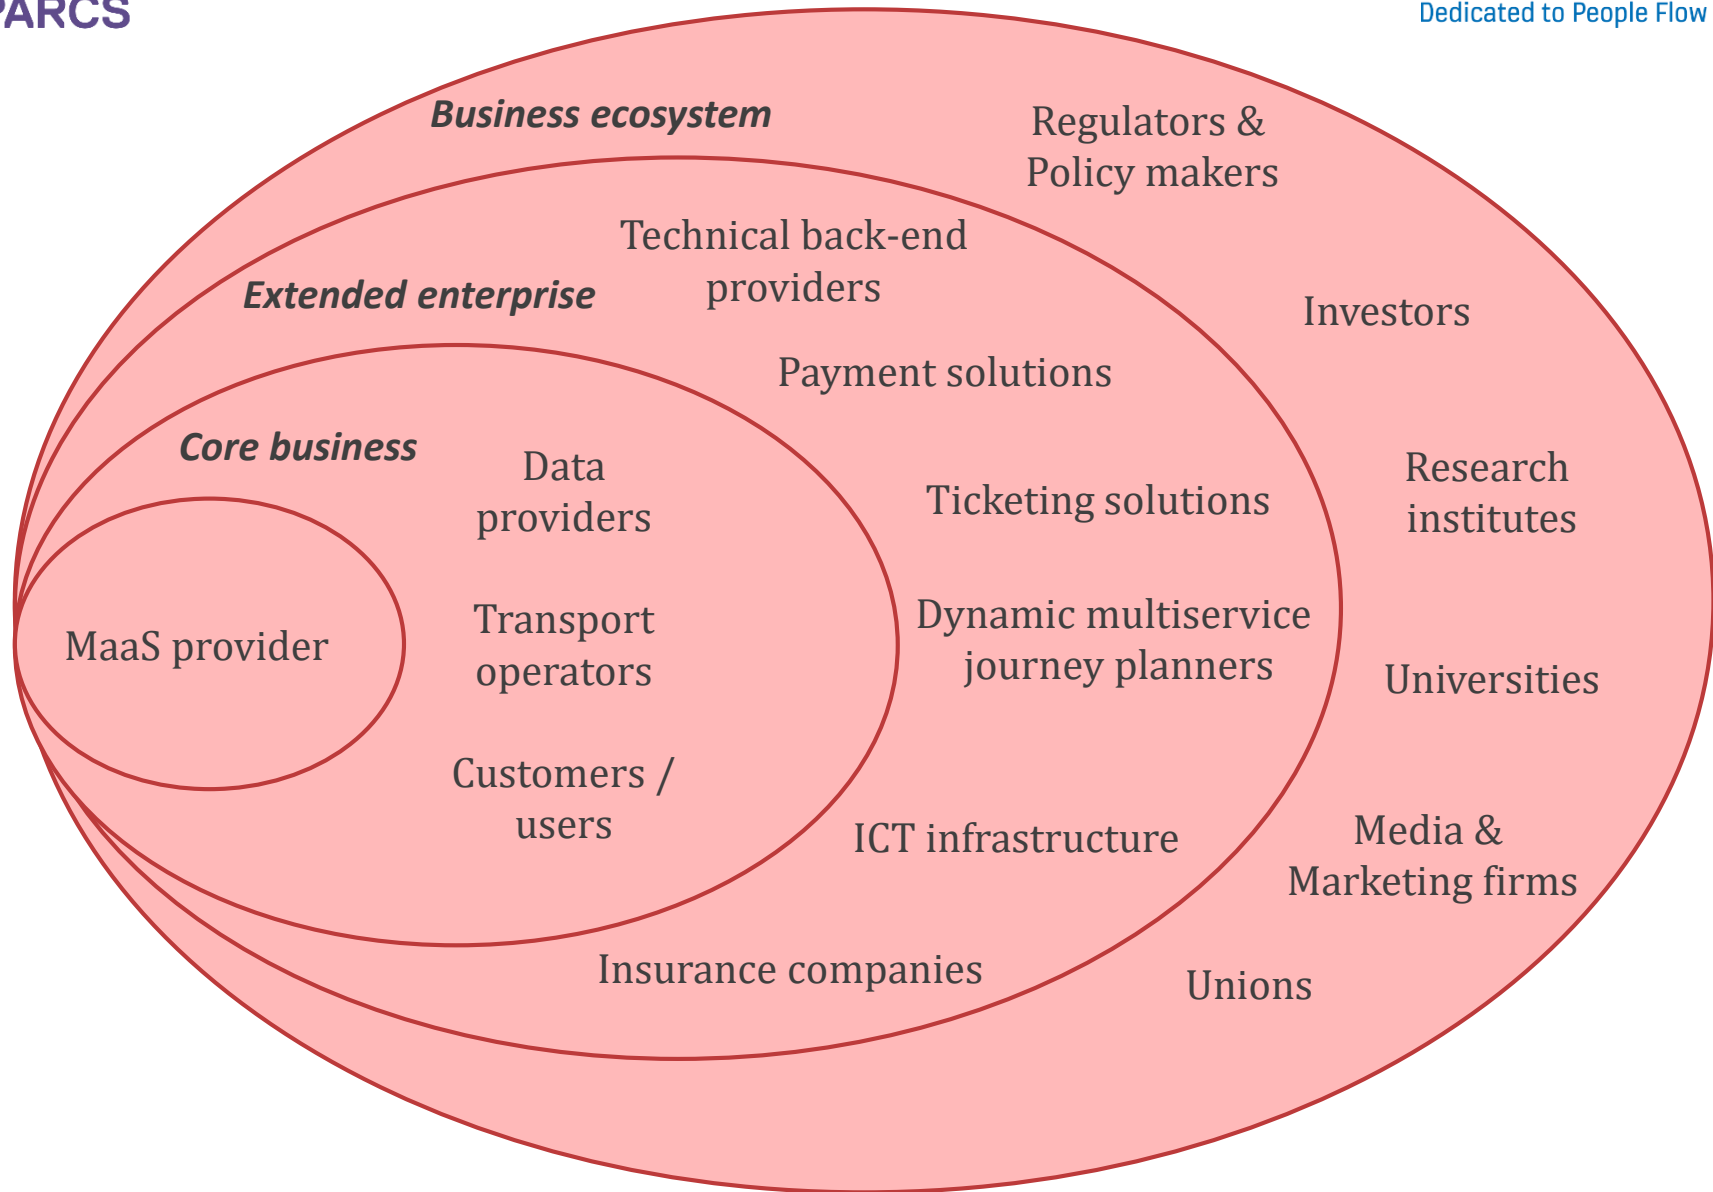 PARCS
Dedicated to People Flow
Business ecosystem
Regulators &
Policy makers
Technical back-end
providers
Extended enterprise
Investors
Payment solutions
Core business
Data
providers
Research
institutes
Ticketing solutions
Transport
operators
Dynamic multiservice
journey planners
MaaS provider
Universities
Customers /
users
ICT infrastructure
Media &
Marketing firms
Insurance companies
Unions